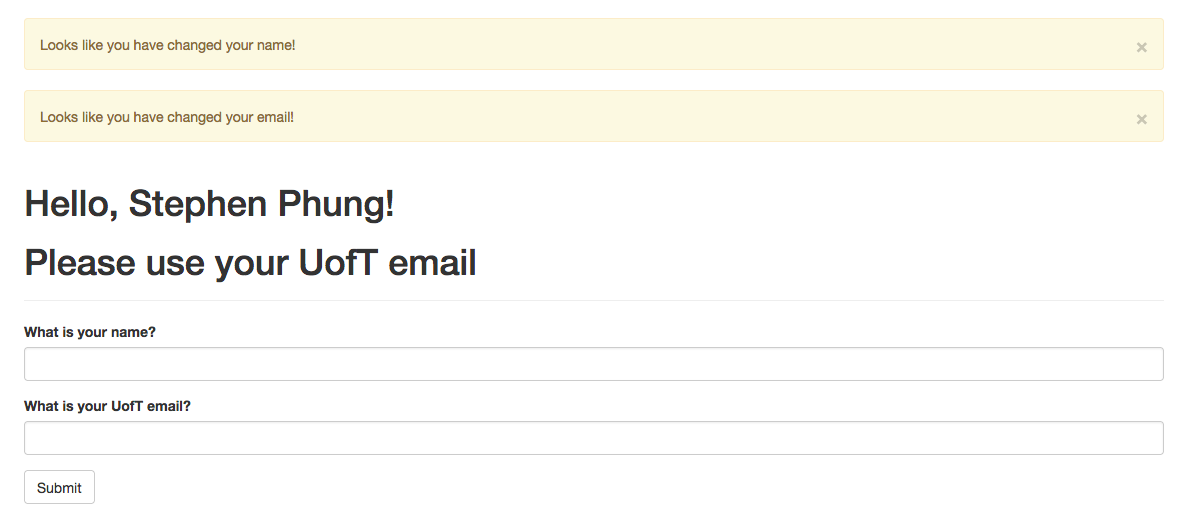 Looks like you have changed your name!
×
Looks like you have changed your email!
×
Hello, Stephen Phung!
Please use your UofT email
What is your name?
What is your UofT email?
Submit